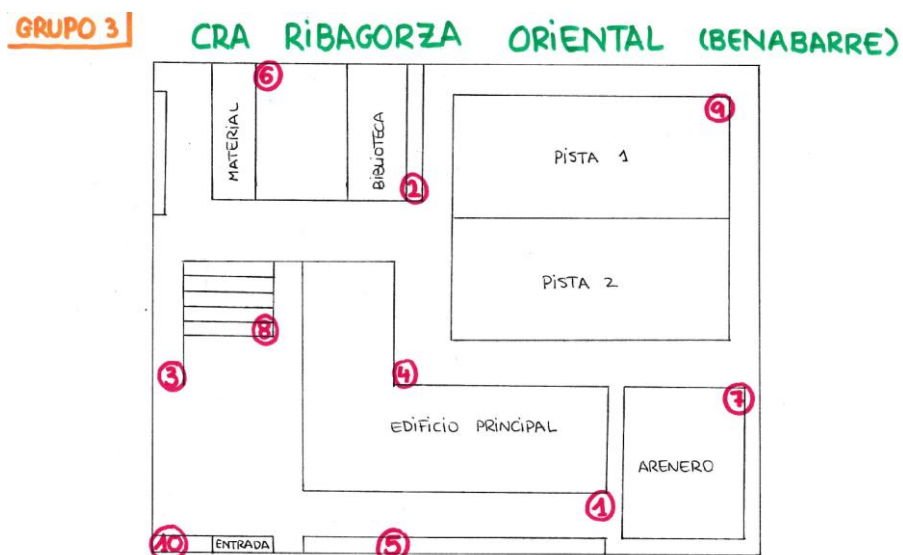 GRUPO 3
CRA RiBAGORZA ORiENTAL (BENABARRE)
6
MATERiAL
BiBLiOTECA
9
PiSTA 1
2
PiSTA 2
8
3
4
7
EDiFiCiO PRiNCiPAL
ARENERO
1
10
ENTRADA
5